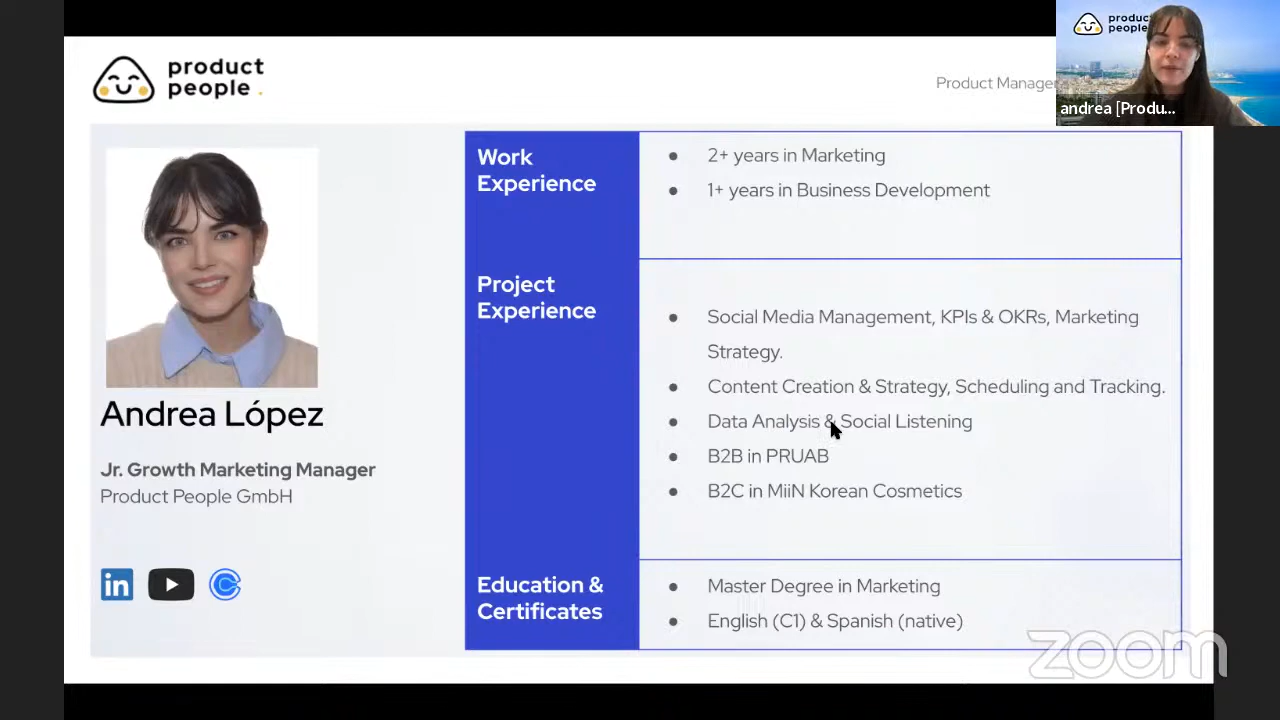 product
people.
Product Manage
product
people
andrea [Produ...
Work
Experience
2+ years in Marketing
1+ years in Business Development
Project
Experience
Social Media Management, KPIs & OKRs, Marketing
Strategy.
Content Creation & Strategy, Scheduling and Tracking.
Data Analysis & Social Listening
B2B in PRUAB
B2C in MiiN Korean Cosmetics
Andrea López
Jr. Growth Marketing Manager
Product People GmbH
in
Education &
Certificates
Master Degree in Marketing
English (C1) & Spanish (native)
zoom